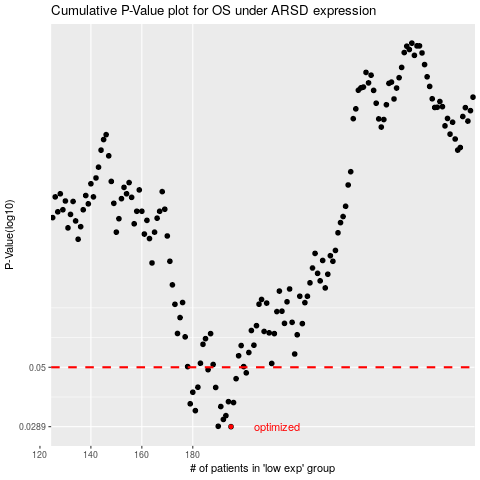 Cumulative P-Value plot for OS under ARSD expression
P-Value(log10)
0.05
0.0289
optimized
120 140 160 180
# of patients in 'low exp' group